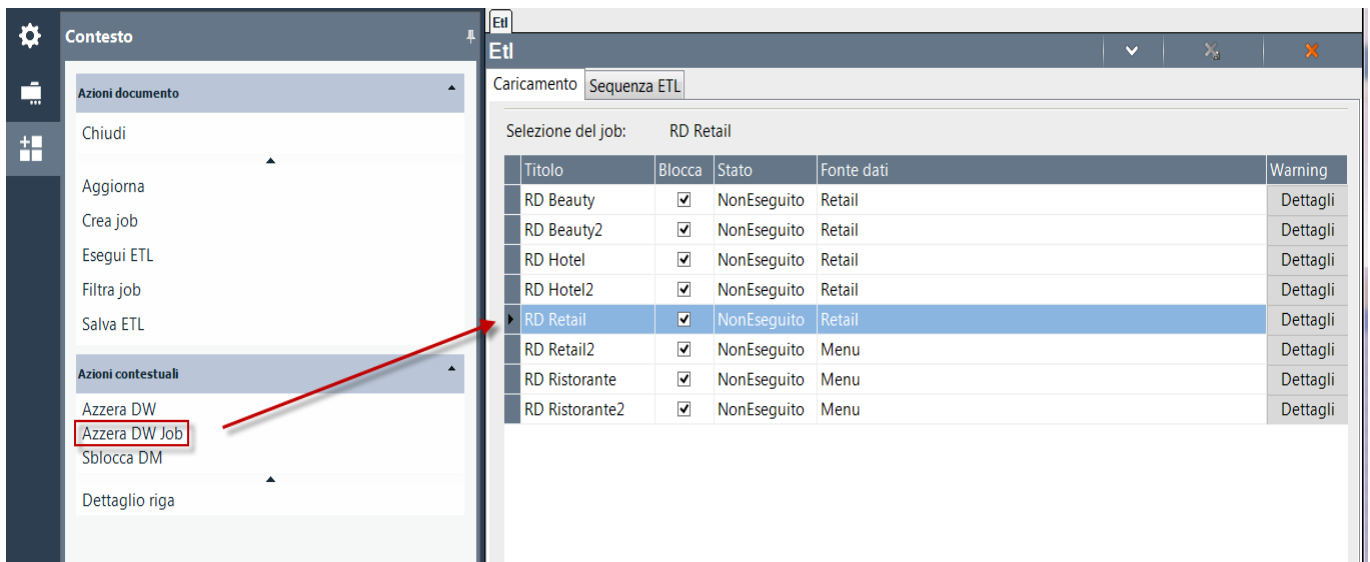 Contesto
Azioni documento
Chiudi
Aggiorna
Crea job
Esegui ETL
Filtra job
Salva ETL
Azioni contestuali
Azzera DW
Azzera DW Job
Sblocca DM
Dettaglio riga
Etl
Etl
Caricamento Sequenza ETL
Selezione del job: RD Retail
Titolo Blocca Stato Fonte dati Warning
RD Beauty NonEseguito Retail Dettagli
RD Beauty2 NonEseguito Retail Dettagli
RD Hotel NonEseguito Retail Dettagli
RD Hotel2 NonEseguito Retail Dettagli
RD Retail NonEseguito Retail Dettagli
RD Retail2 NonEseguito Menu Dettagli
RD Ristorante NonEseguito Menu Dettagli
RD Ristorante2 NonEseguito Menu Dettagli